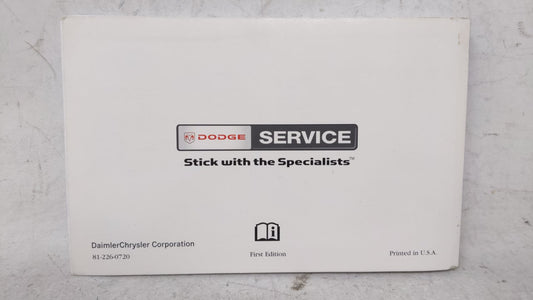 DODGE SERVICE
Stick with the Specialists™
i
DaimlerChrysler Corporation
81-226-0720
First Edition
Printed in U.S.A.